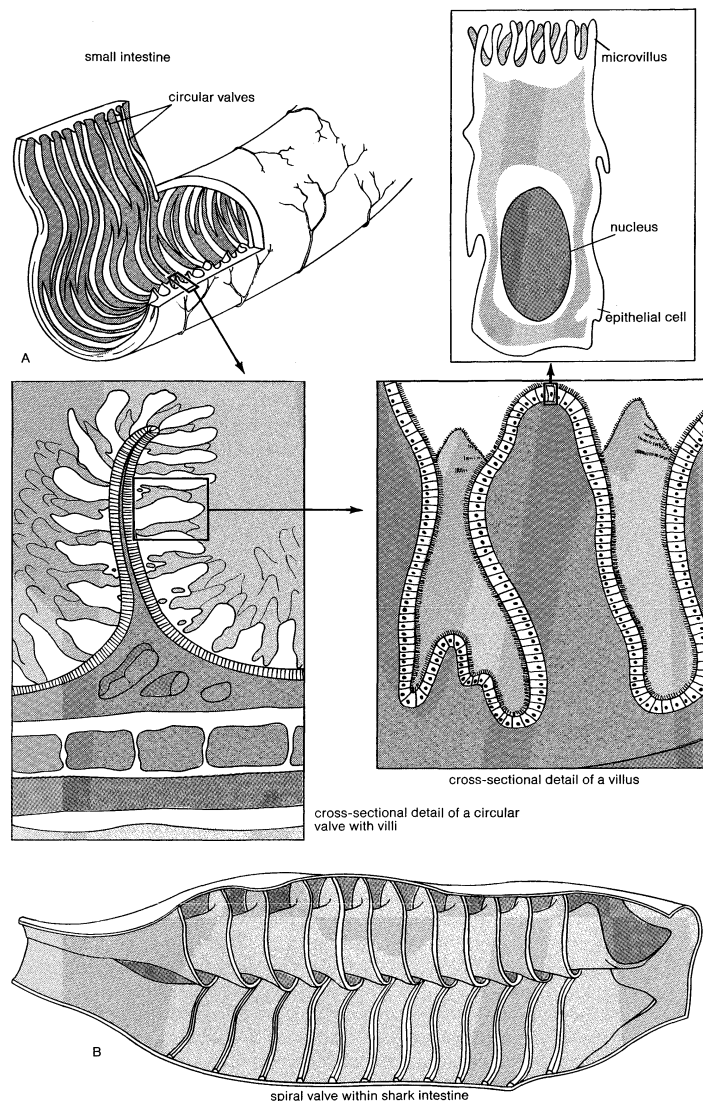 small intestine
circular valves
A
microvillus
nucleus
epithelial cell
cross-sectional detail of a villus
cross-sectional detail of a circular
valve with villi
B
spiral valve within shark intestine